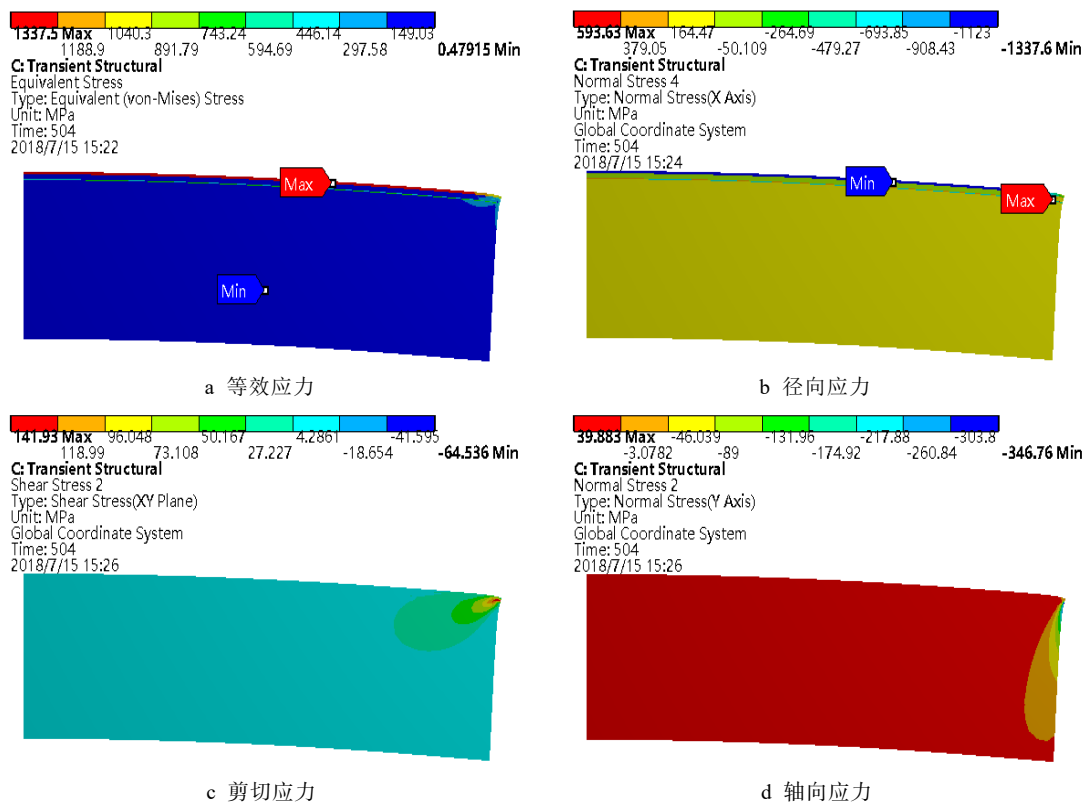 1337.5 Max 1040.3 743.24 446.14 149.03
1188.9 891.79 594.69 297.58 0.47915 Min
C: Transient Structural
Equivalent Stress
Type: Equivalent (von-Mises) Stress
Unit: MPa
Time: 504
2018/7/15 15:22
Max
Min
a 等效应力
593.63 Max 164.47 -264.69 -693.85 -1123
379.05 -50.109 -479.27 -908.43 -1337.6 Min
C: Transient Structural
Normal Stress 4
Type: Normal Stress(X Axis)
Unit: MPa
Global Coordinate System
Time: 504
2018/7/15 15:24
Min
Max
b 径向应力
141.93 Max 96.048 50.167 4.2861 -41.595
118.99 73.108 27.227 -18.654 -64.536 Min
C: Transient Structural
Shear Stress 2
Type: Shear Stress(XY Plane)
Unit: MPa
Global Coordinate System
Time: 504
2018/7/15 15:26
c 剪切应力
39.883 Max -46.039 -131.96 -217.88 -303.8
-3.0782 -89 -174.92 -260.84 -346.76 Min
C: Transient Structural
Normal Stress 2
Type: Normal Stress(Y Axis)
Unit: MPa
Global Coordinate System
Time: 504
2018/7/15 15:26
d 轴向应力